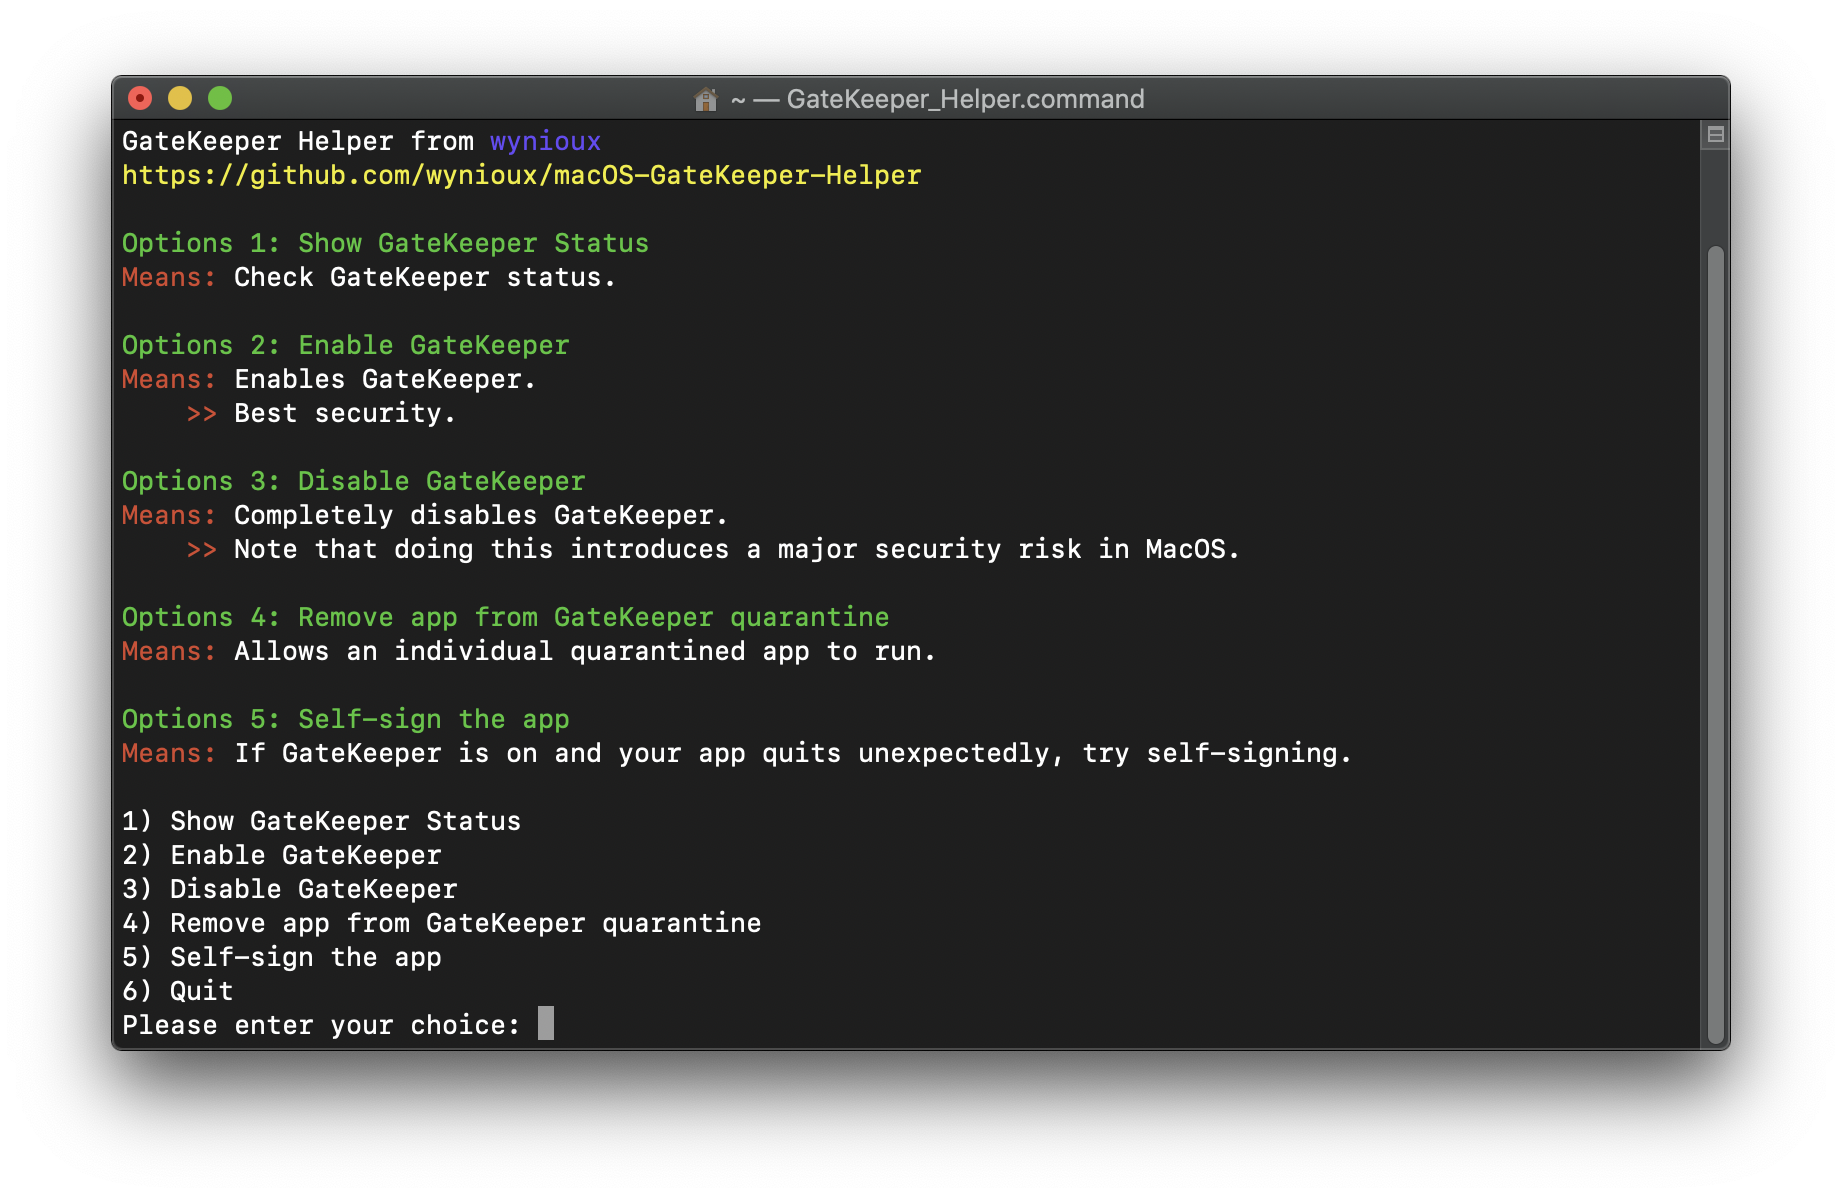 ~ — GateKeeper_Helper.command
GateKeeper Helper from wynioux
https://github.com/wynioux/macOS-GateKeeper-Helper
Options 1: Show GateKeeper Status
Means: Check GateKeeper status.
Options 2: Enable GateKeeper
Means: Enables GateKeeper.
>> Best security.
Options 3: Disable GateKeeper
Means: Completely disables GateKeeper.
>> Note that doing this introduces a major security risk in MacOS.
Options 4: Remove app from GateKeeper quarantine
Means: Allows an individual quarantined app to run.
Options 5: Self-sign the app
Means: If GateKeeper is on and your app quits unexpectedly, try self-signing.
1) Show GateKeeper Status
2) Enable GateKeeper
3) Disable GateKeeper
4) Remove app from GateKeeper quarantine
5) Self-sign the app
6) Quit
Please enter your choice: